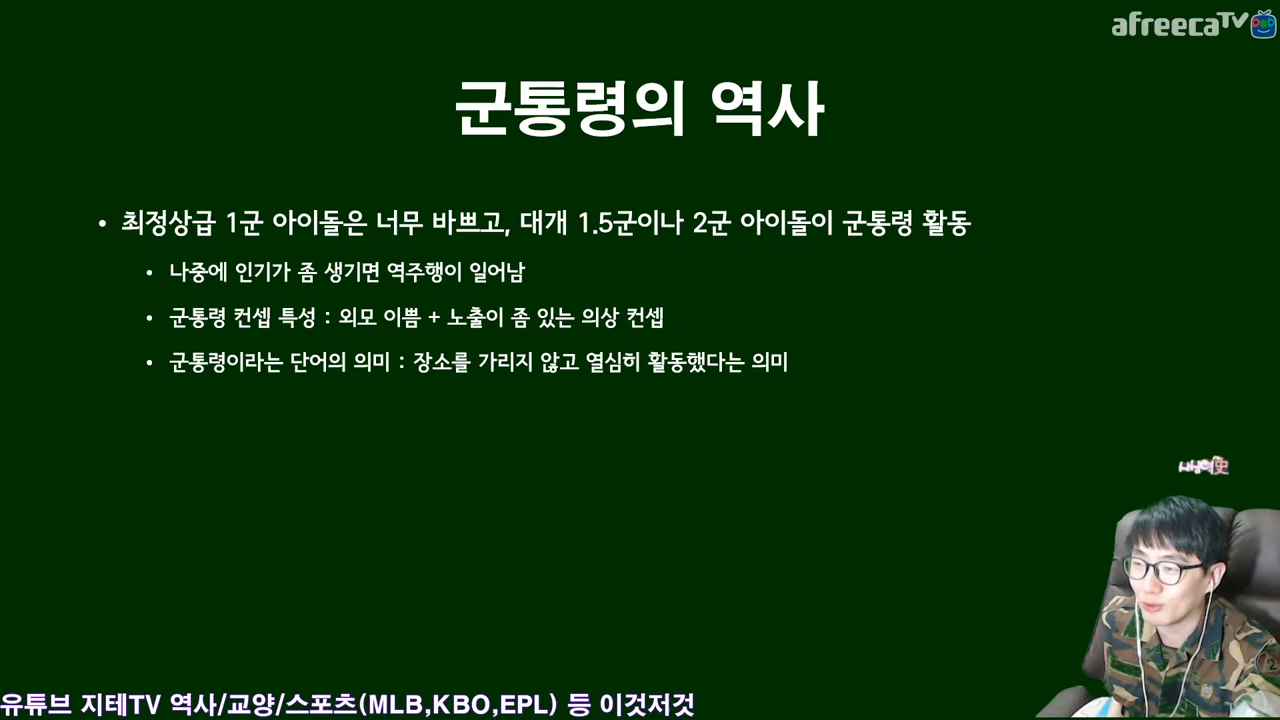 afreecaTV
군통령의 역사
• 최정상급 1군 아이돌은 너무 바쁘고, 대개 1.5군이나 2군 아이돌이 군통령 활동
• 나중에 인기가 좀 생기면 역주행이 일어남
• 군통령 컨셉 특성 : 외모 이쁨 + 노출이 좀 있는 의상 컨셉
• 군통령이라는 단어의 의미 : 장소를 가리지 않고 열심히 활동했다는 의미
유튜브 지테TV 역사/교양/스포츠(MLB,KBO,EPL) 등 이것저것